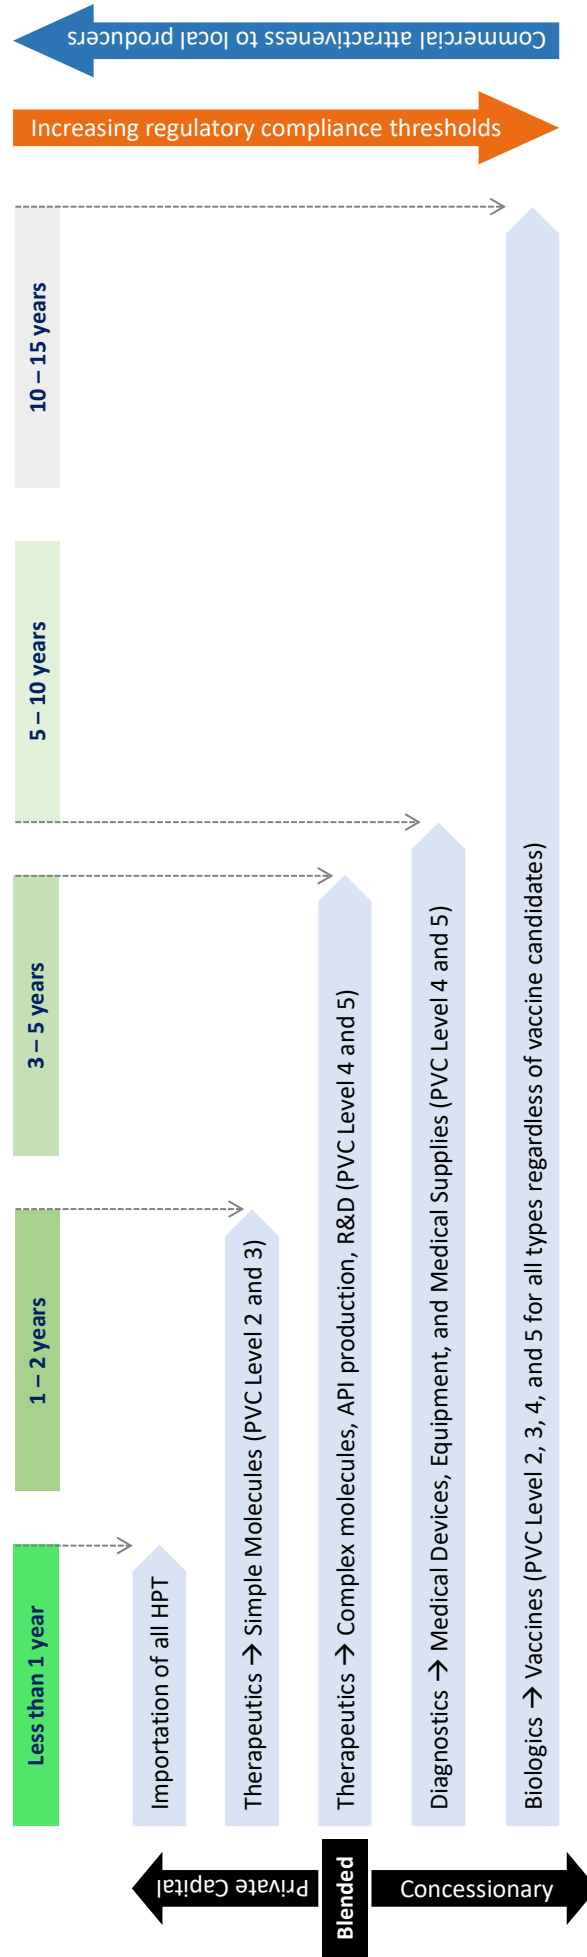 Less than 1 year
1 – 2 years
3 – 5 years
5 – 10 years
10 – 15 years
Importation of all HPT
Therapeutics → Simple Molecules (PVC Level 2 and 3)
Therapeutics → Complex molecules, API production, R&D (PVC Level 4 and 5)
Diagnostics → Medical Devices, Equipment, and Medical Supplies (PVC Level 4 and 5)
Biologics → Vaccines (PVC Level 2, 3, 4, and 5 for all types regardless of vaccine candidates)
Private Capital
Blended
Concessionary
Increasing regulatory compliance thresholds
Commercial attractiveness to local producers